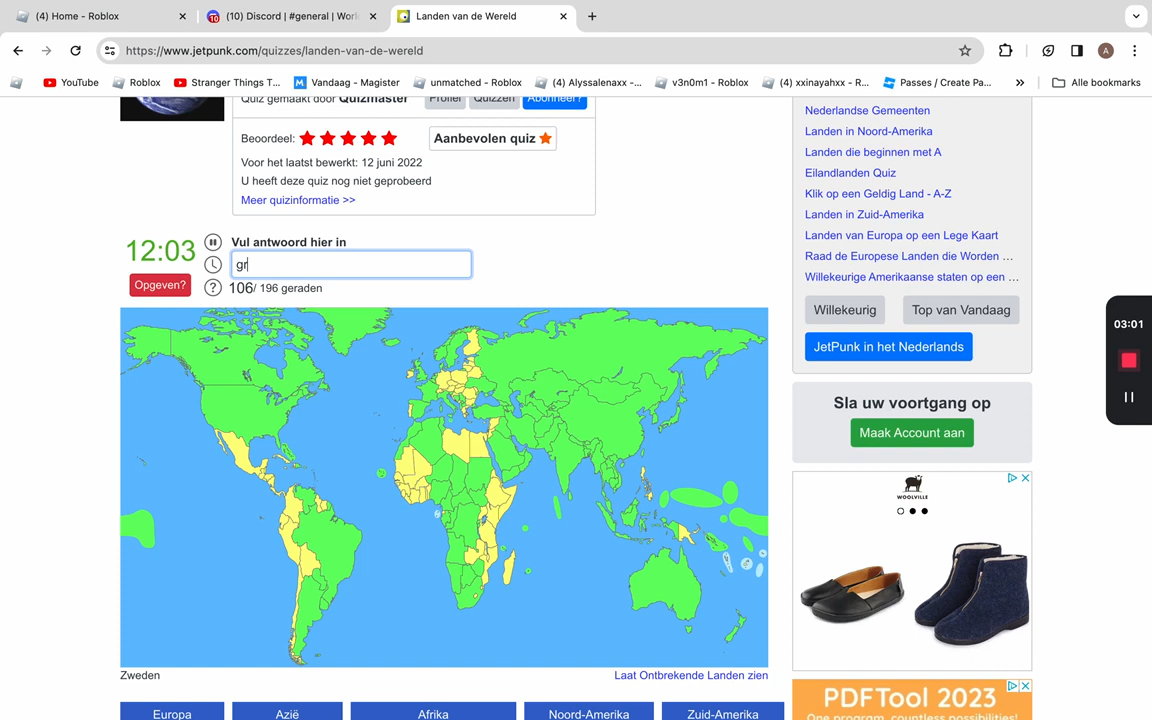 (4) Home - Roblox
(10) Discord | #general | Worl
Landen van de Wereld
https://www.jetpunk.com/quizzes/landen-van-de-wereld
A
YouTube
Roblox
Stranger Things T...
Vandaag - Magister
unmatched - Roblox
(4) Alyssalenaxx -...
v3n0m1 - Roblox
(4) xxinayahxx - R...
Passes / Create Pa...
Alle bookmarks
Quiz gemaakt door Quizmaster
Profiel
Quizzen
Abonneer?
Beoordeel:
Aanbevolen quiz
Voor het laatst bewerkt: 12 juni 2022
U heeft deze quiz nog niet geprobeerd
Meer quizinformatie >>
12:03
Opgeven?
Vul antwoord hier in
gr
106/ 196 geraden
Zweden
Laat Ontbrekende Landen zien
Europa
Azië
Afrika
Noord-Amerika
Zuid-Amerika
Nederlandse Gemeenten
Landen in Noord-Amerika
Landen die beginnen met A
Eilandlanden Quiz
Klik op een Geldig Land - A-Z
Landen in Zuid-Amerika
Landen van Europa op een Lege Kaart
Raad de Europese Landen die Worden ...
Willekeurige Amerikaanse staten op een ...
Willekeurig
Top van Vandaag
JetPunk in het Nederlands
Sla uw voortgang op
Maak Account aan
WOOLVILLE
PDFTool 2023
One program, countless possibilities!
03:01